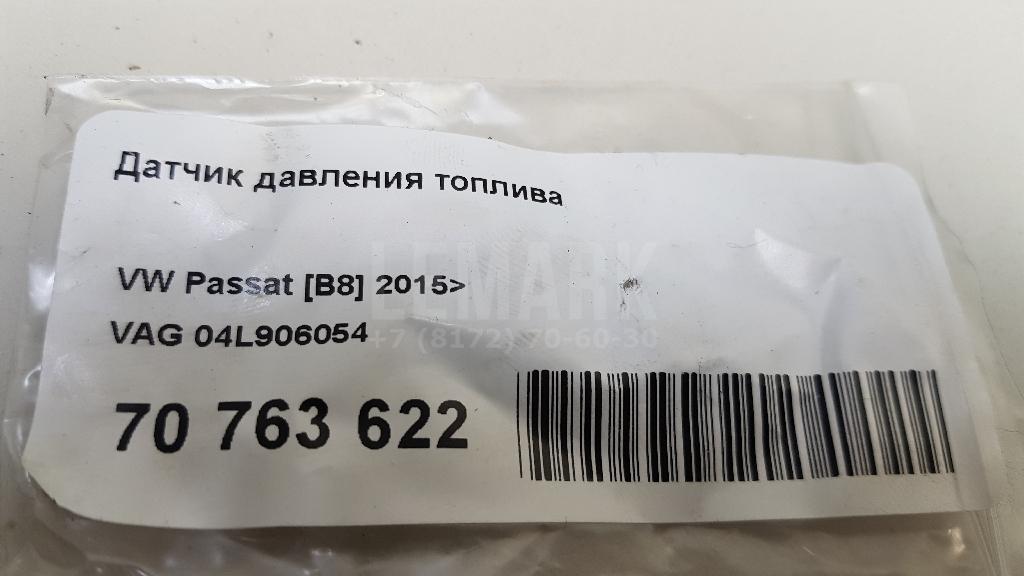 Датчик давления топлива
VW Passat [B8] 2015>
LEMARK
VAG 04L906054
+7 (8172) 70-60-30
70 763 622